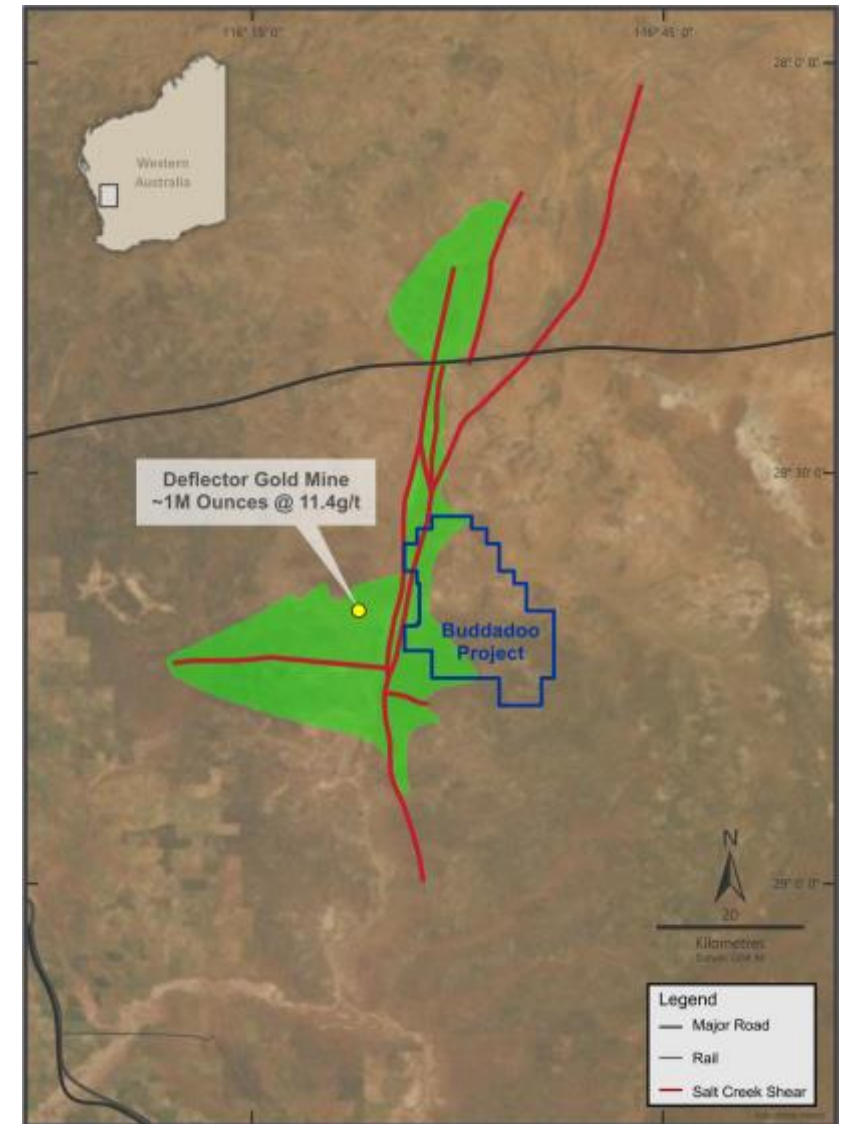 116° 15' 0"
116° 45' 0"
28° 0' 0"
Western
Australia
28° 30' 0"
Deflector Gold Mine
~1M Ounces @ 11.4g/t
Buddadoo
Project
N
29° 0' 0"
20
Kilometres
Legend
Major Road
Rail
Salt Creek Shear